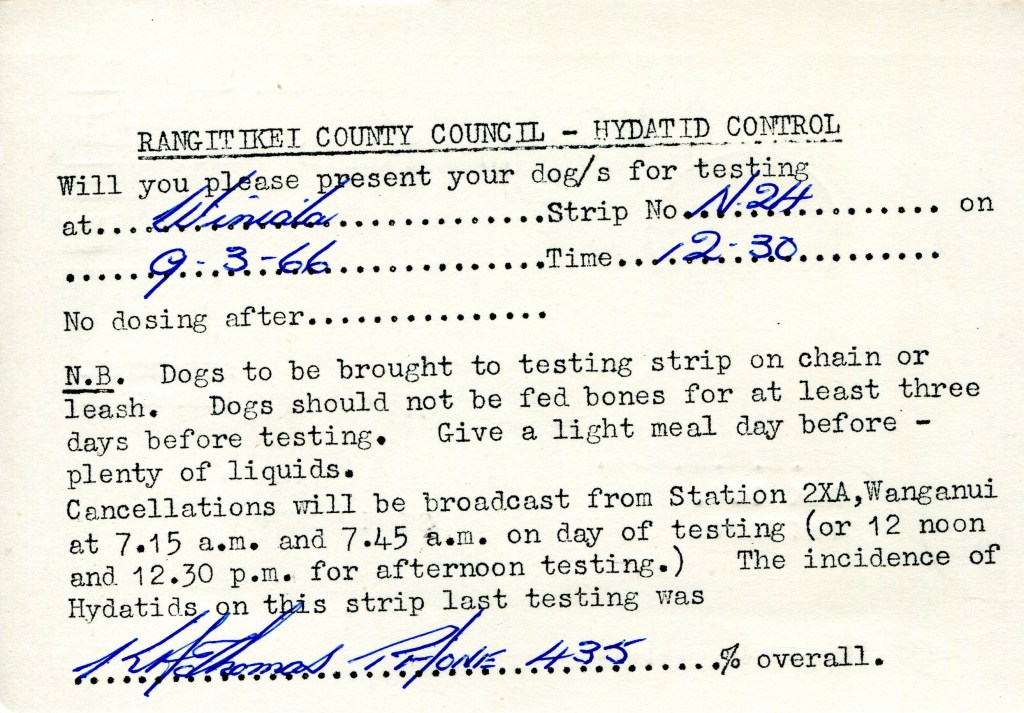 RANGITIKEI COUNTY COUNCIL - HYDATID CONTROL
Will you please present your dog/s for testing
at....Winiata....................Strip No.N.24.............. on
.....9-3-66....................Time..12-30..............
No dosing after................
N.B. Dogs to be brought to testing strip on chain or
leash. Dogs should not be fed bones for at least three
days before testing. Give a light meal day before -
plenty of liquids.
Cancellations will be broadcast from Station 2XA,Wanganui
at 7.15 a.m. and 7.45 a.m. on day of testing (or 12 noon
and 12.30 p.m. for afternoon testing.) The incidence of
Hydatids on this strip last testing was
Thomas PHONE 435......% overall.